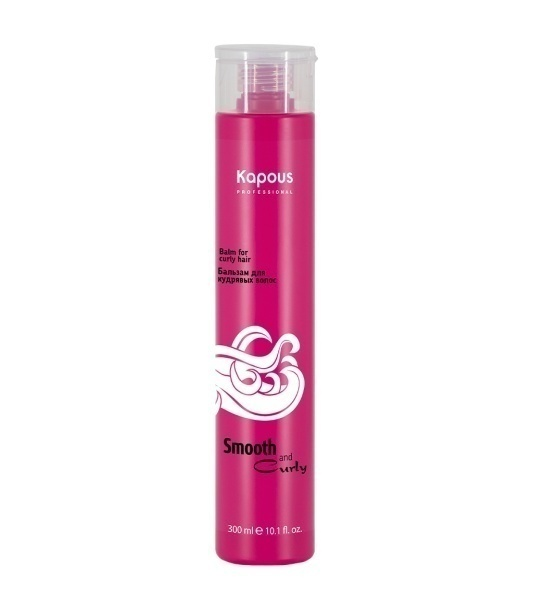 Kapous
PROFESSIONAL
Balm for
curly hair
Бальзам для
кудрявых волос
Smooth
and
Curly
300 ml ℮ 10.1 fl. oz.